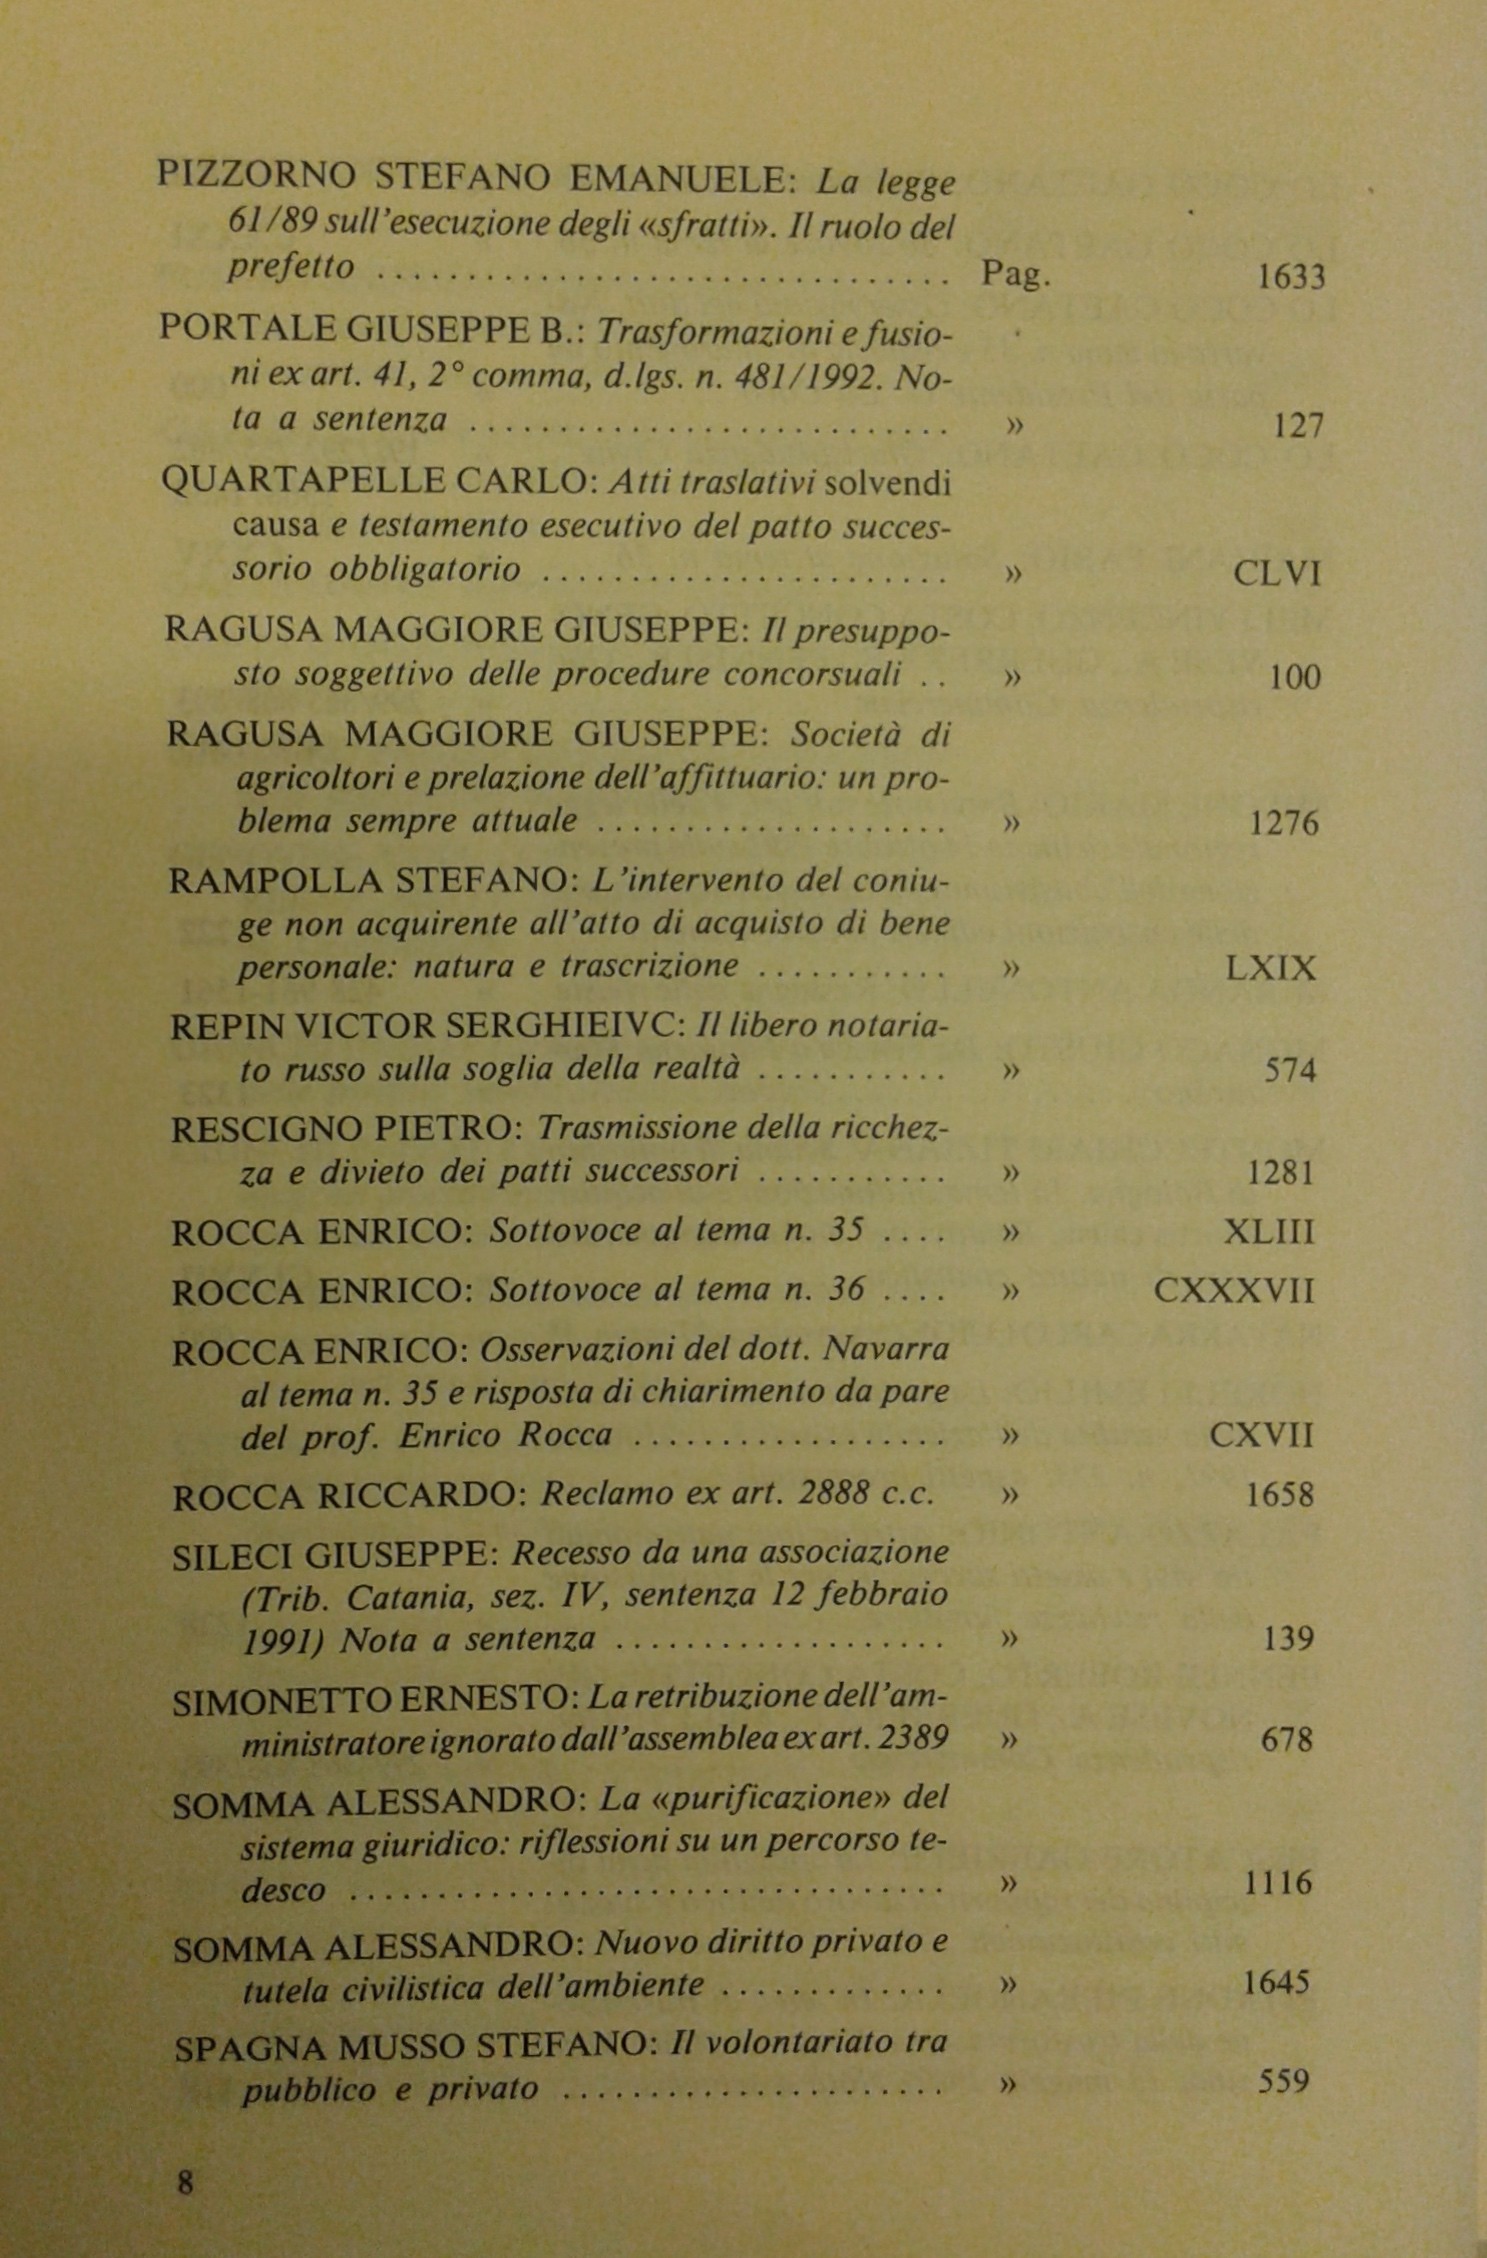 PIZZORNO STEFANO EMANUELE: La legge
61/89 sull'esecuzione degli «sfratti». Il ruolo del
prefetto ................................. Pag. 1633
PORTALE GIUSEPPE B.: Trasformazioni e fusio-
ni ex art. 41, 2° comma, d.lgs. n. 481/1992. No-
ta a sentenza ........................... » 127
QUARTAPELLE CARLO: Atti traslativi solvendi
causa e testamento esecutivo del patto succes-
sorio obbligatorio ....................... » CLVI
RAGUSA MAGGIORE GIUSEPPE: Il presuppo-
sto soggettivo delle procedure concorsuali .. » 100
RAGUSA MAGGIORE GIUSEPPE: Società di
agricoltori e prelazione dell'affittuario: un pro-
blema sempre attuale .................... » 1276
RAMPOLLA STEFANO: L'intervento del coniu-
ge non acquirente all'atto di acquisto di bene
personale: natura e trascrizione ........... » LXIX
REPIN VICTOR SERGHIEIVC: Il libero notaria-
to russo sulla soglia della realtà ........... » 574
RESCIGNO PIETRO: Trasmissione della ricchez-
za e divieto dei patti successori ........... » 1281
ROCCA ENRICO: Sottovoce al tema n. 35 .... » XLIII
ROCCA ENRICO: Sottovoce al tema n. 36 .... » CXXXVII
ROCCA ENRICO: Osservazioni del dott. Navarra
al tema n. 35 e risposta di chiarimento da pare
del prof. Enrico Rocca .................. » CXVII
ROCCA RICCARDO: Reclamo ex art. 2888 c.c. » 1658
SILECI GIUSEPPE: Recesso da una associazione
(Trib. Catania, sez. IV, sentenza 12 febbraio
1991) Nota a sentenza ................... » 139
SIMONETTO ERNESTO: La retribuzione dell'am-
ministratore ignorato dall'assemblea ex art. 2389 » 678
SOMMA ALESSANDRO: La «purificazione» del
sistema giuridico: riflessioni su un percorso te-
desco .................................. » 1116
SOMMA ALESSANDRO: Nuovo diritto privato e
tutela civilistica dell'ambiente ............. » 1645
SPAGNA MUSSO STEFANO: Il volontariato tra
pubblico e privato ...................... » 559
8